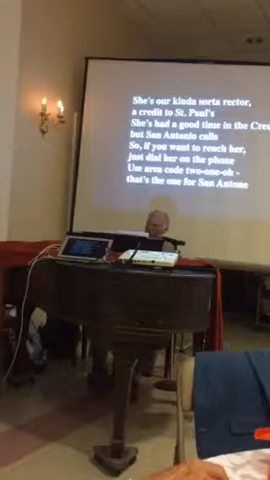 She's our kinda sorta rector,
a credit to St. Paul's
She's had a good time in the Cre
but San Antonio calls
So, if you want to reach her,
just dial her on the phone
Use area code two-one-oh -
that's the one for San Antone